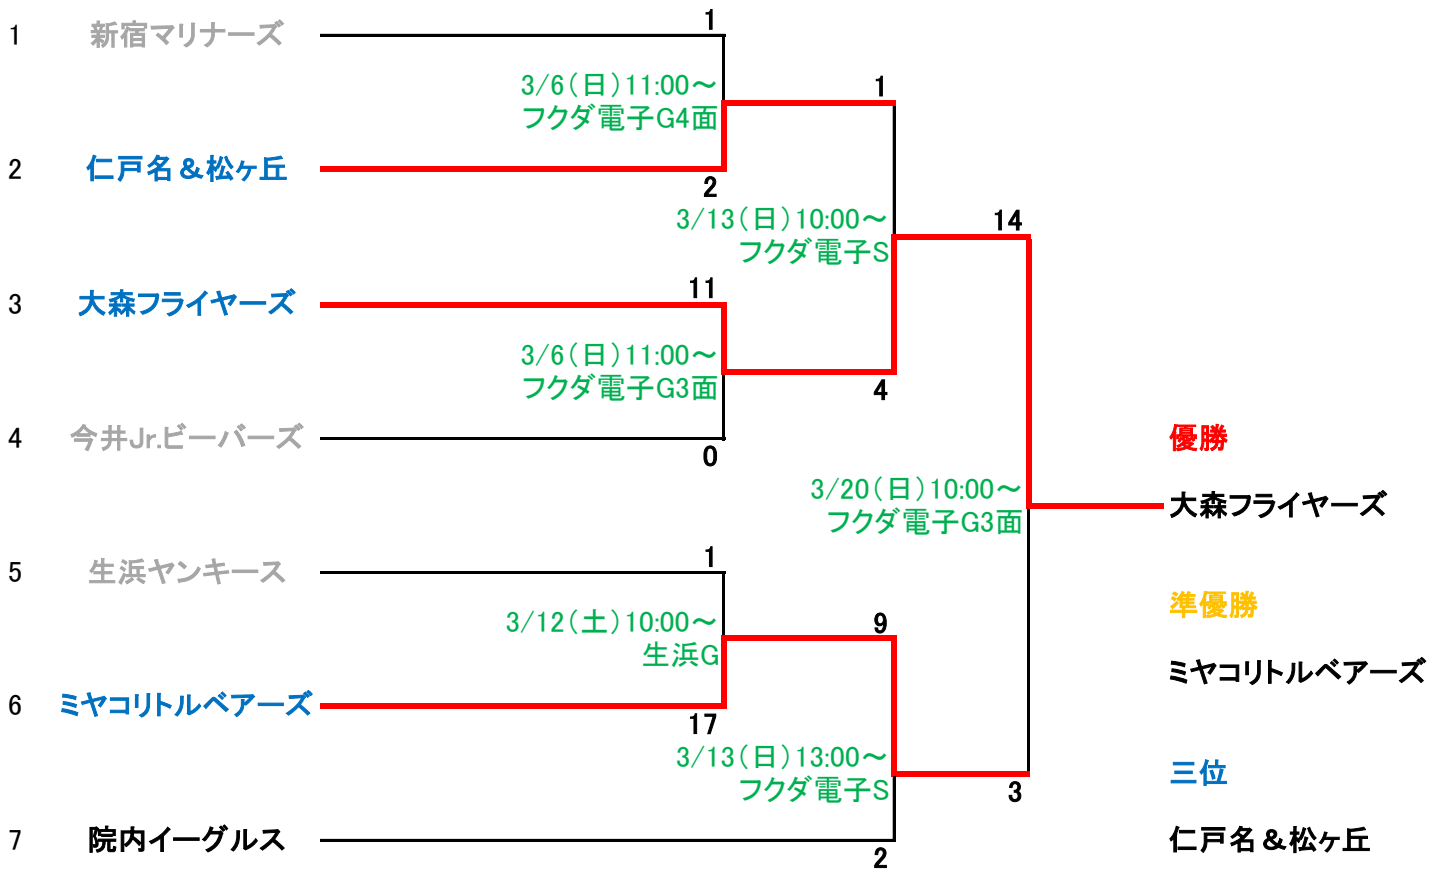 1 新宿マリナーズ 1
3/6(日)11:00～
フクダ電子G4面
1
2 仁戸名&松ヶ丘 2
3/13(日)10:00～
フクダ電子S
14
3 大森フライヤーズ 11
3/6(日)11:00～
フクダ電子G3面
4
4 今井Jr.ビーバーズ 0
3/20(日)10:00～
フクダ電子G3面
5 生浜ヤンキース 1
3/12(土)10:00～
生浜G
9
6 ミヤコリトルベアーズ 17
3/13(日)13:00～
フクダ電子S
3
7 院内イーグルス 2
優勝
大森フライヤーズ
準優勝
ミヤコリトルベアーズ
三位
仁戸名&松ヶ丘